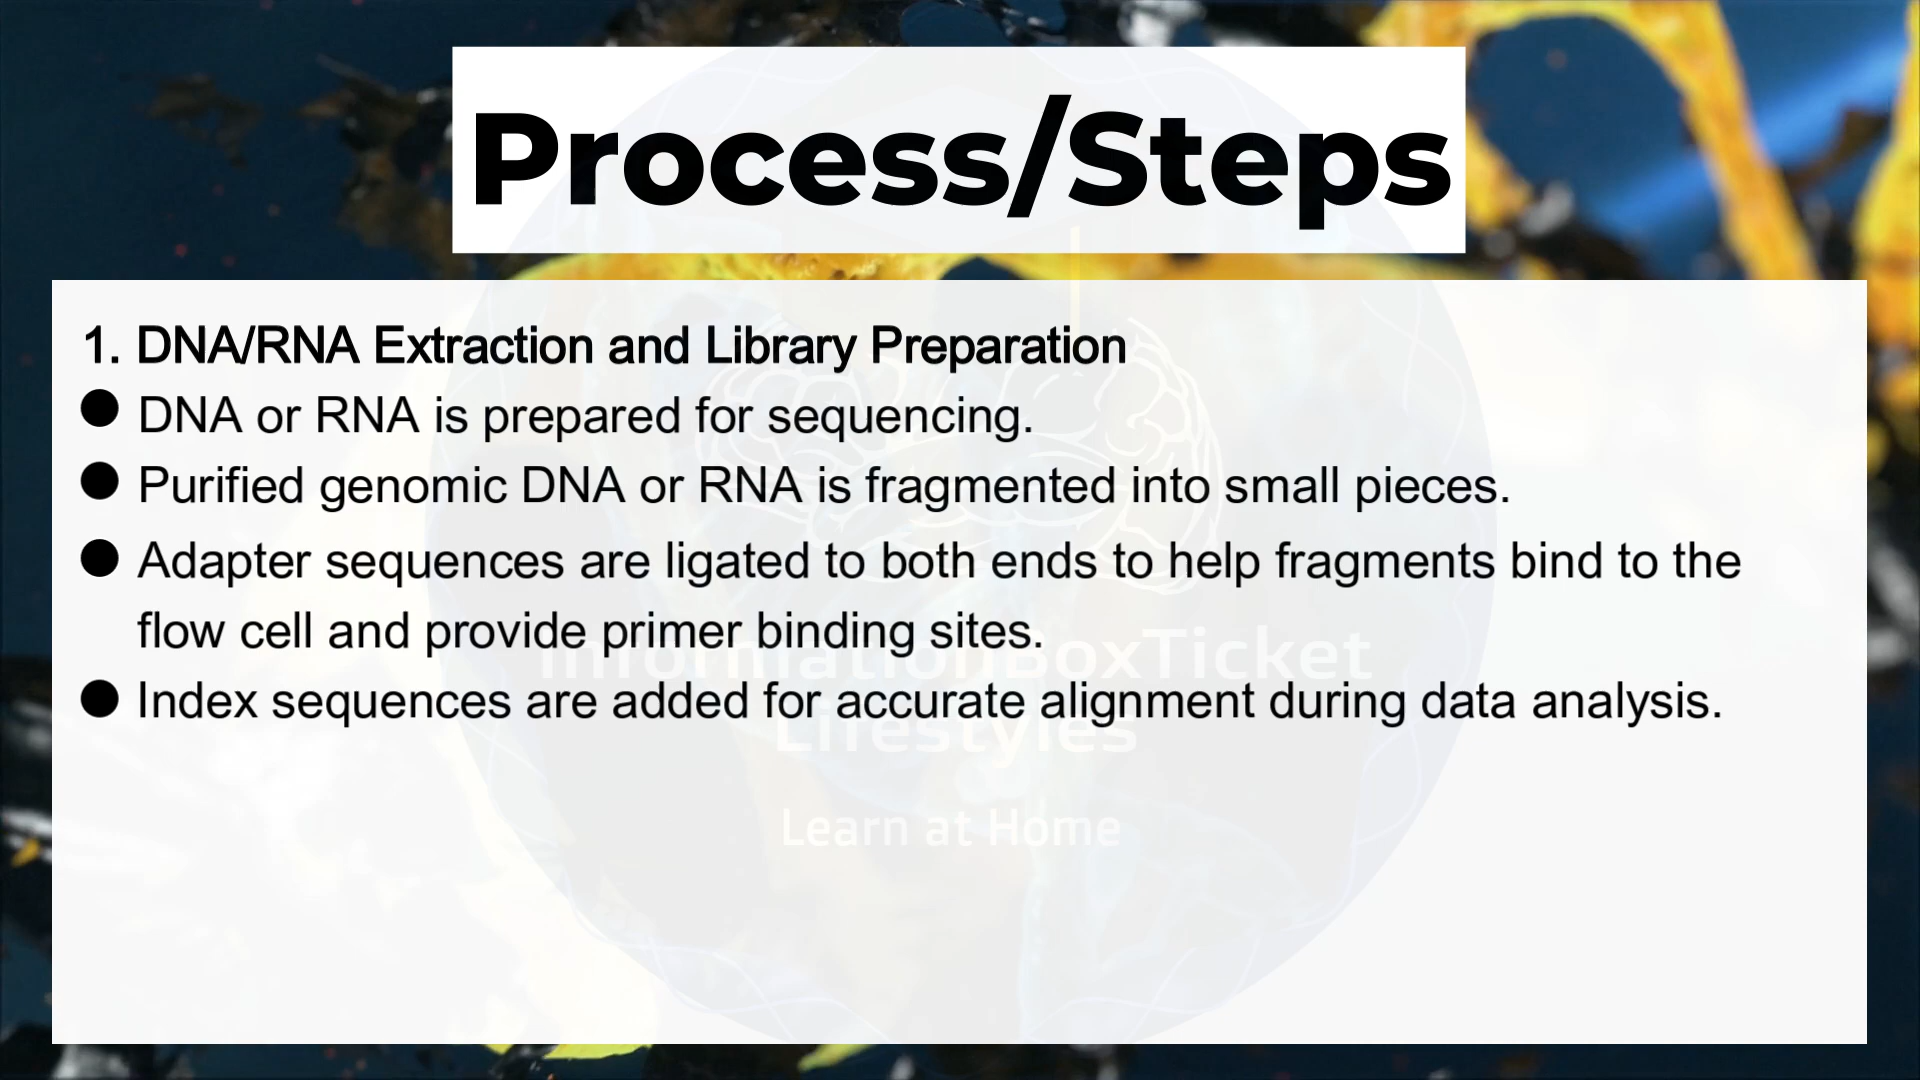 Process/Steps
1. DNA/RNA Extraction and Library Preparation
● DNA or RNA is prepared for sequencing.
● Purified genomic DNA or RNA is fragmented into small pieces.
● Adapter sequences are ligated to both ends to help fragments bind to the
flow cell and provide primer binding sites.
InformationBoxTicket
● Index sequences are added for accurate alignment during data analysis.
Lifestyles
Learn at Home